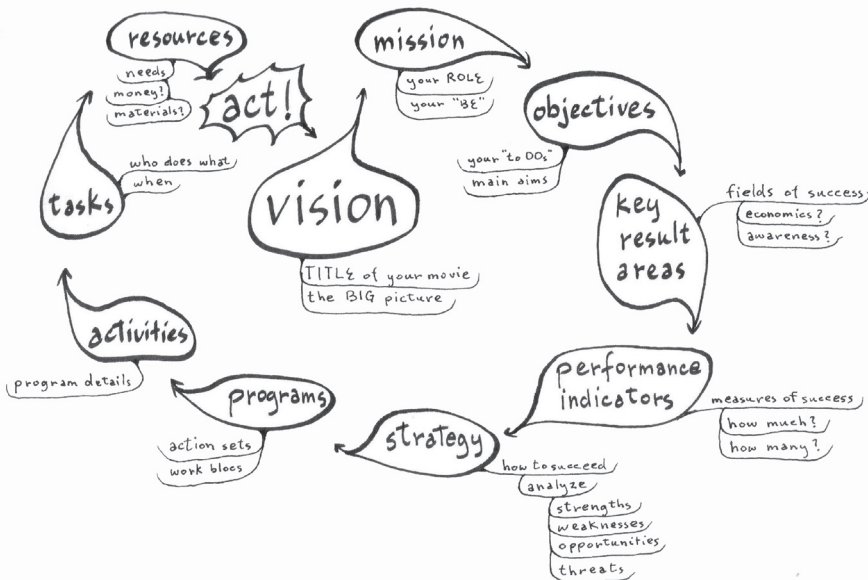 vision
TITLE of your movie
the BIG picture
mission
your ROLE
your "BE"
objectives
your "to DOs"
main aims
key
result
areas
fields of success
economics?
awareness?
performance
indicators
measures of success
how much?
how many?
strategy
how to succeed
analyze
strengths
weaknesses
opportunities
threats
programs
action sets
work blocs
activities
program details
tasks
who does what
when
resources
needs
money?
materials?
act!